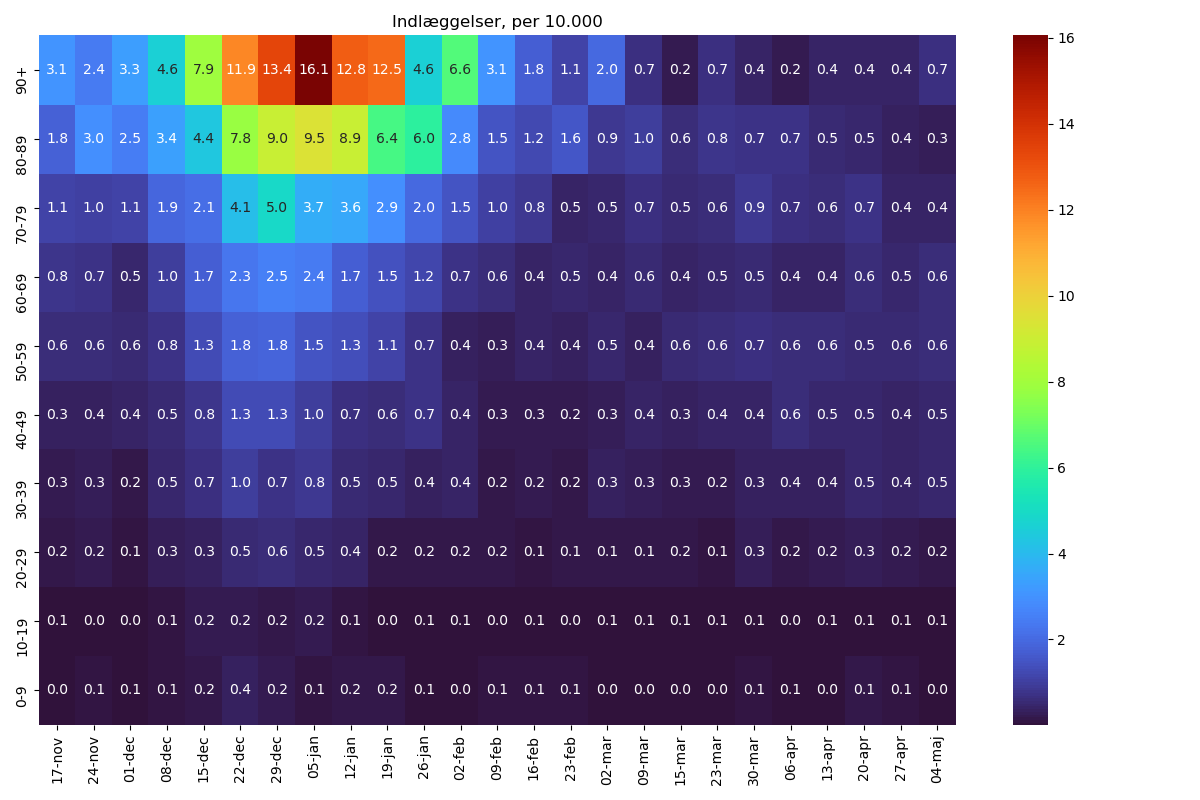 Indlæggelser, per 10.000
90+ 3.1 2.4 3.3 4.6 7.9 11.9 13.4 16.1 12.8 12.5 4.6 6.6 3.1 1.8 1.1 2.0 0.7 0.2 0.7 0.4 0.2 0.4 0.4 0.4 0.7
80-89 1.8 3.0 2.5 3.4 4.4 7.8 9.0 9.5 8.9 6.4 6.0 2.8 1.5 1.2 1.6 0.9 1.0 0.6 0.8 0.7 0.7 0.5 0.5 0.4 0.3
70-79 1.1 1.0 1.1 1.9 2.1 4.1 5.0 3.7 3.6 2.9 2.0 1.5 1.0 0.8 0.5 0.5 0.7 0.5 0.6 0.9 0.7 0.6 0.7 0.4 0.4
60-69 0.8 0.7 0.5 1.0 1.7 2.3 2.5 2.4 1.7 1.5 1.2 0.7 0.6 0.4 0.5 0.4 0.6 0.4 0.5 0.5 0.4 0.4 0.6 0.5 0.6
50-59 0.6 0.6 0.6 0.8 1.3 1.8 1.8 1.5 1.3 1.1 0.7 0.4 0.3 0.4 0.4 0.5 0.4 0.6 0.6 0.7 0.6 0.6 0.5 0.6 0.6
40-49 0.3 0.4 0.4 0.5 0.8 1.3 1.3 1.0 0.7 0.6 0.7 0.4 0.3 0.3 0.2 0.3 0.4 0.3 0.4 0.4 0.6 0.5 0.5 0.4 0.5
30-39 0.3 0.3 0.2 0.5 0.7 1.0 0.7 0.8 0.5 0.5 0.4 0.4 0.2 0.2 0.2 0.3 0.3 0.3 0.2 0.3 0.4 0.4 0.5 0.4 0.5
20-29 0.2 0.2 0.1 0.3 0.3 0.5 0.6 0.5 0.4 0.2 0.2 0.2 0.2 0.1 0.1 0.1 0.1 0.2 0.1 0.3 0.2 0.2 0.3 0.2 0.2
10-19 0.1 0.0 0.0 0.1 0.2 0.2 0.2 0.2 0.1 0.0 0.1 0.1 0.0 0.1 0.0 0.1 0.1 0.1 0.1 0.1 0.0 0.1 0.1 0.1 0.1
0-9 0.0 0.1 0.1 0.1 0.2 0.4 0.2 0.1 0.2 0.2 0.1 0.0 0.1 0.1 0.1 0.0 0.0 0.0 0.0 0.1 0.1 0.0 0.1 0.1 0.0
17-nov 24-nov 01-dec 08-dec 15-dec 22-dec 29-dec 05-jan 12-jan 19-jan 26-jan 02-feb 09-feb 16-feb 23-feb 02-mar 09-mar 15-mar 23-mar 30-mar 06-apr 13-apr 20-apr 27-apr 04-maj
16
14
12
10
8
6
4
2